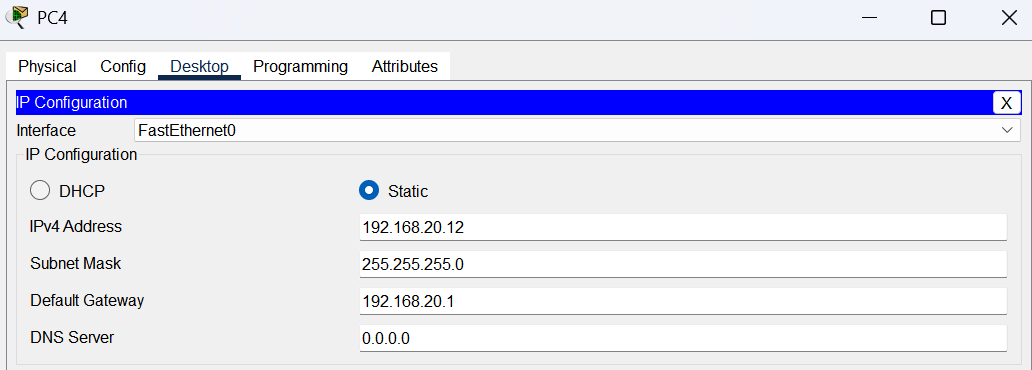 PC4
Physical Config Desktop Programming Attributes
IP Configuration X
Interface FastEthernet0
IP Configuration
DHCP Static
IPv4 Address 192.168.20.12
Subnet Mask 255.255.255.0
Default Gateway 192.168.20.1
DNS Server 0.0.0.0